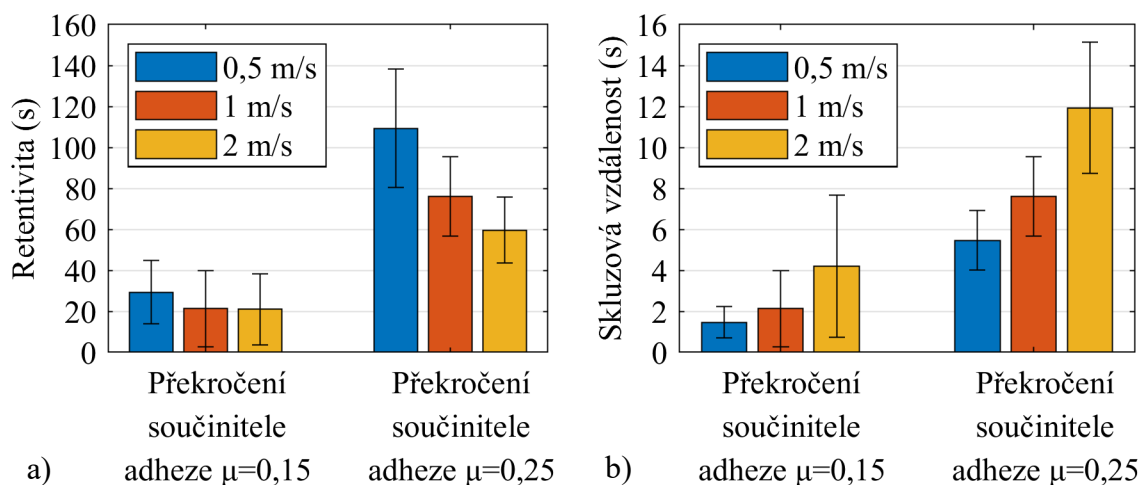 Retentivita (s)
160
140
120
100
80
60
40
20
0
0,5 m/s
1 m/s
2 m/s
Překročení
součinitele
adheze μ=0,15
Překročení
součinitele
adheze μ=0,25
a)
Skluzová vzdálenost (s)
16
14
12
10
8
6
4
2
0
0,5 m/s
1 m/s
2 m/s
Překročení
součinitele
adheze μ=0,15
Překročení
součinitele
adheze μ=0,25
b)